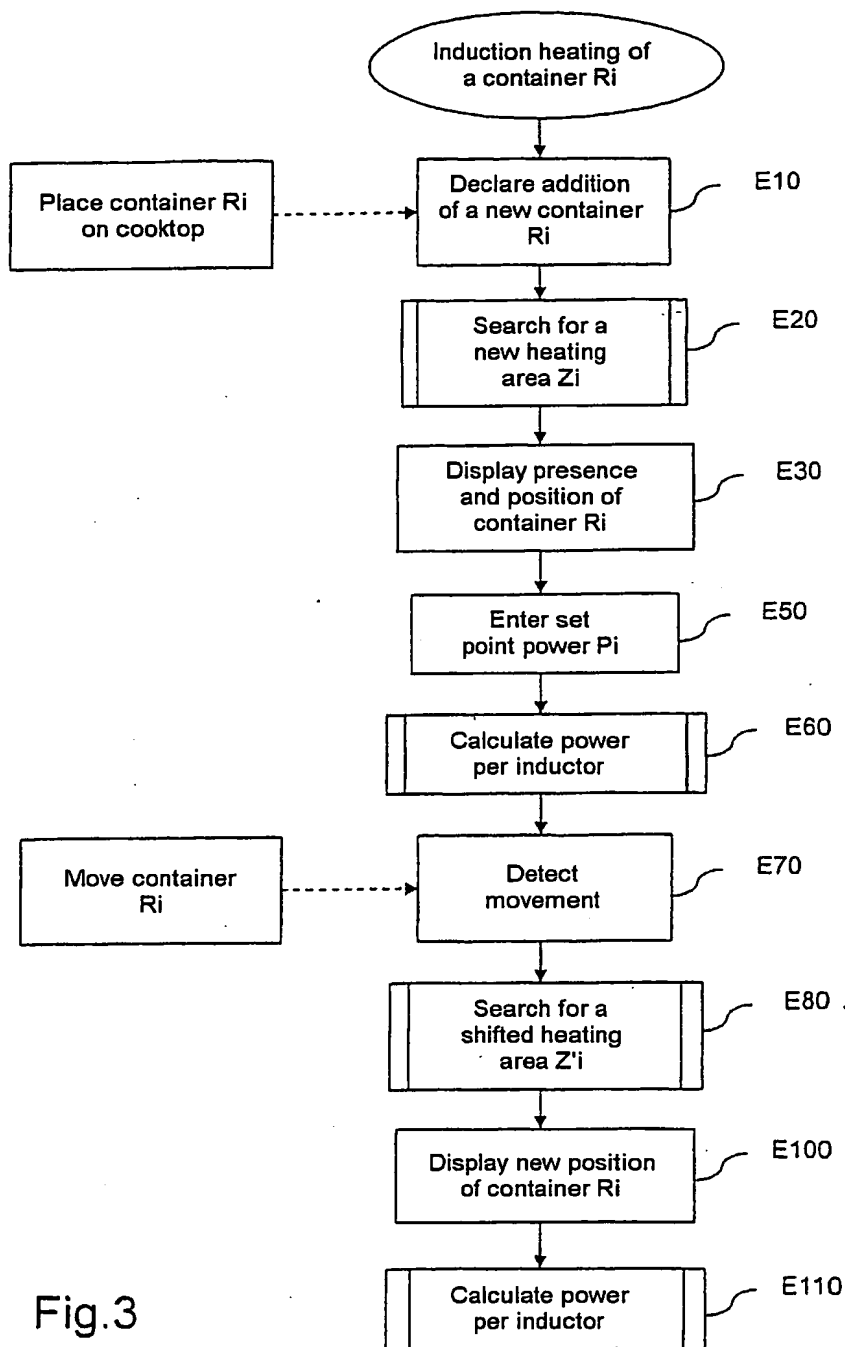 Induction heating of
a container Ri
Place container Ri
on cooktop
Declare addition
of a new container
Ri
E10
Search for a
new heating
area Zi
E20
Display presence
and position of
container Ri
E30
Enter set
point power Pi
E50
Calculate power
per inductor
E60
Move container
Ri
Detect
movement
E70
Search for a
shifted heating
area Z'i
E80
Display new position
of container Ri
E100
Calculate power
per inductor
E110
Fig.3